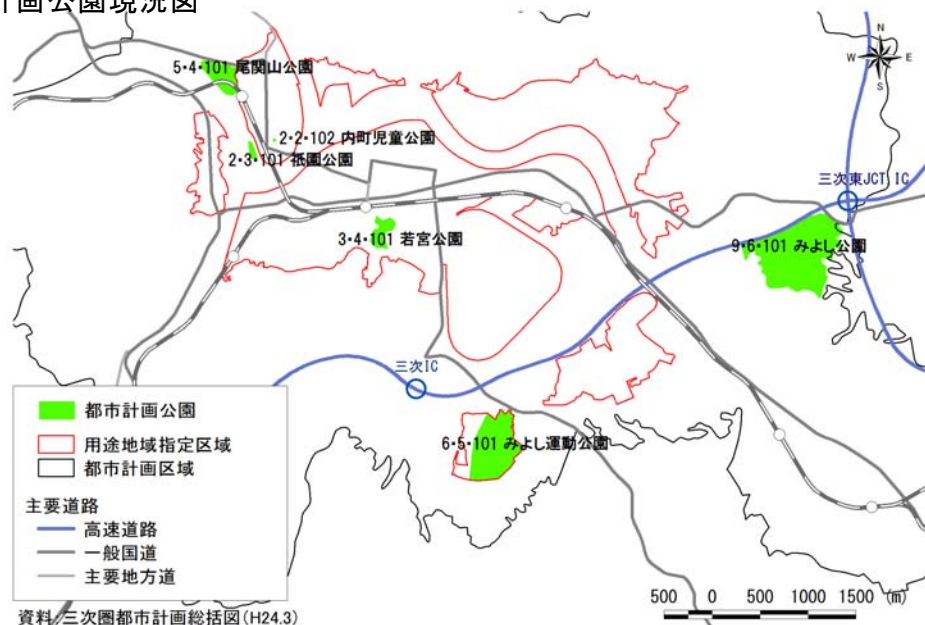 計画公園現況図
N
W E
S
5・4・101 尾関山公園
2・2・102 内町児童公園
2・3・101 祇園公園
三次東JCT IC
3・4・101 若宮公園
9・6・101 みよし公園
三次IC
6・5・101 みよし運動公園
都市計画公園
用途地域指定区域
都市計画区域
主要道路
高速道路
一般国道
主要地方道
500 0 500 1000 1500 (m)
資料/三次圏都市計画総括図(H24.3)